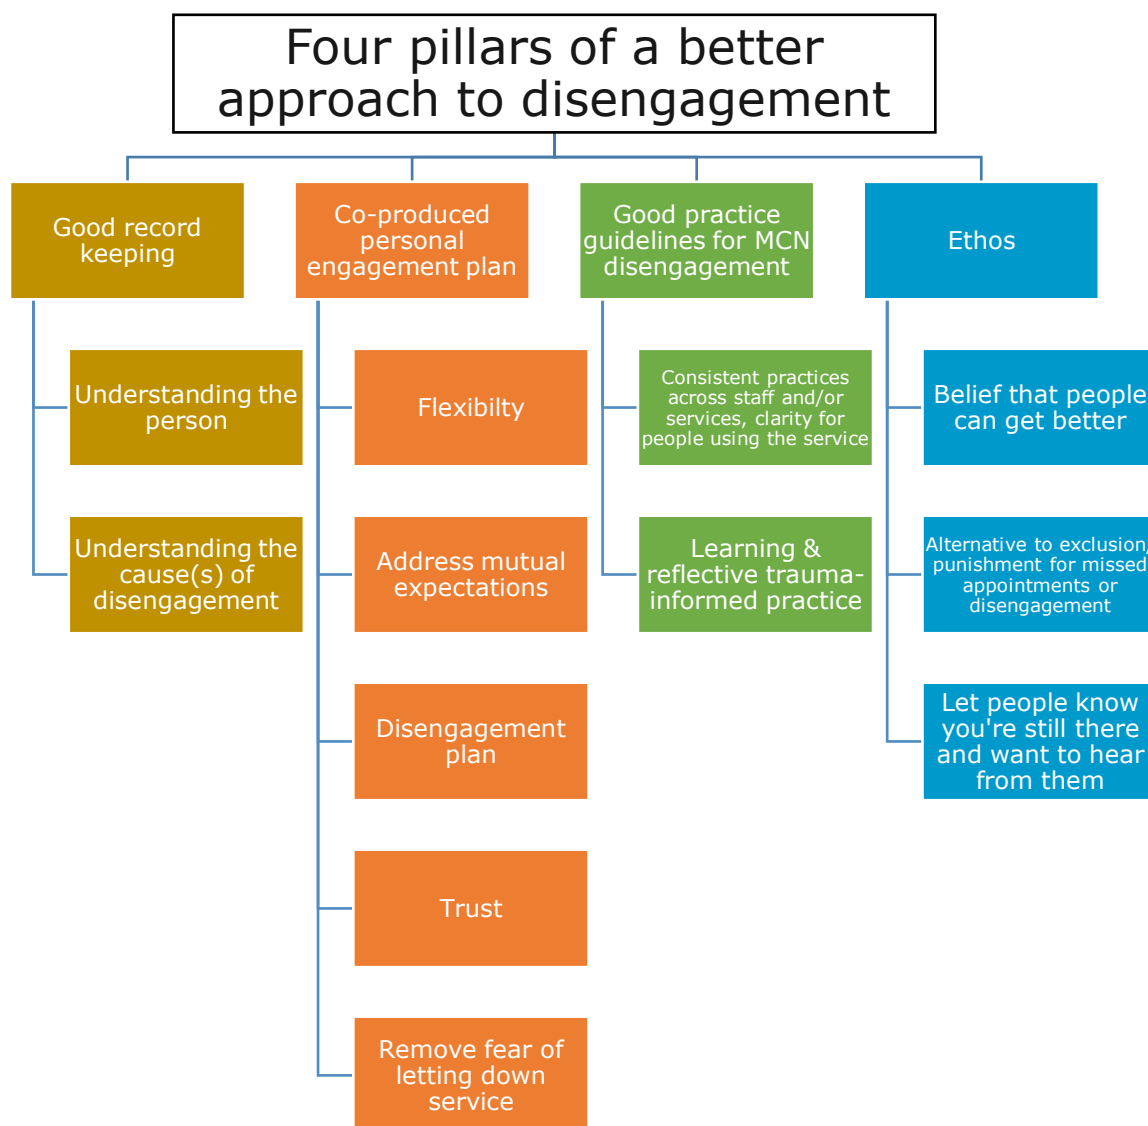 Four pillars of a better
approach to disengagement
Good record
keeping
Understanding the
person
Understanding the
cause(s) of
disengagement
Co-produced
personal
engagement plan
Flexibilty
Address mutual
expectations
Disengagement
plan
Trust
Remove fear of
letting down
service
Good practice
guidelines for MCN
disengagement
Consistent practices
across staff and/or
services, clarity for
people using the service
Learning &
reflective trauma-
informed practice
Ethos
Belief that people
can get better
Alternative to exclusion/
punishment for missed
appointments or
disengagement
Let people know
you're still there
and want to hear
from them